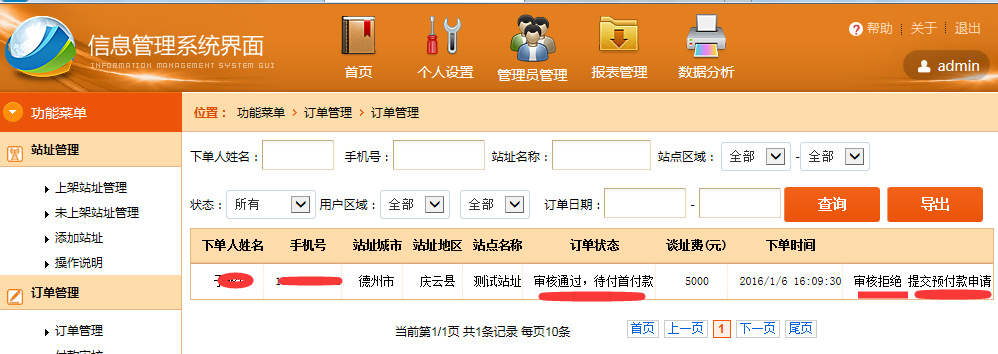 信息管理系统界面
INFORMATION MANAGEMENT SYSTEM GUI
首页 个人设置 管理员管理 报表管理 数据分析
帮助 关于 退出
admin
功能菜单
站址管理
上架站址管理
未上架站址管理
添加站址
操作说明
订单管理
订单管理
位置： 功能菜单 > 订单管理 > 订单管理
下单人姓名： 手机号： 站址名称： 站点区域： 全部 - 全部
状态： 所有 用户区域： 全部 全部 订单日期： - 查询 导出
下单人姓名 手机号 站址城市 站址地区 站点名称 订单状态 谈址费(元) 下单时间
德州市 庆云县 测试站址 审核通过，待付首付款 5000 2016/1/6 16:09:30 审核拒绝 提交预付款申请
当前第1/1页 共1条记录 每页10条 首页 上一页 1 下一页 尾页